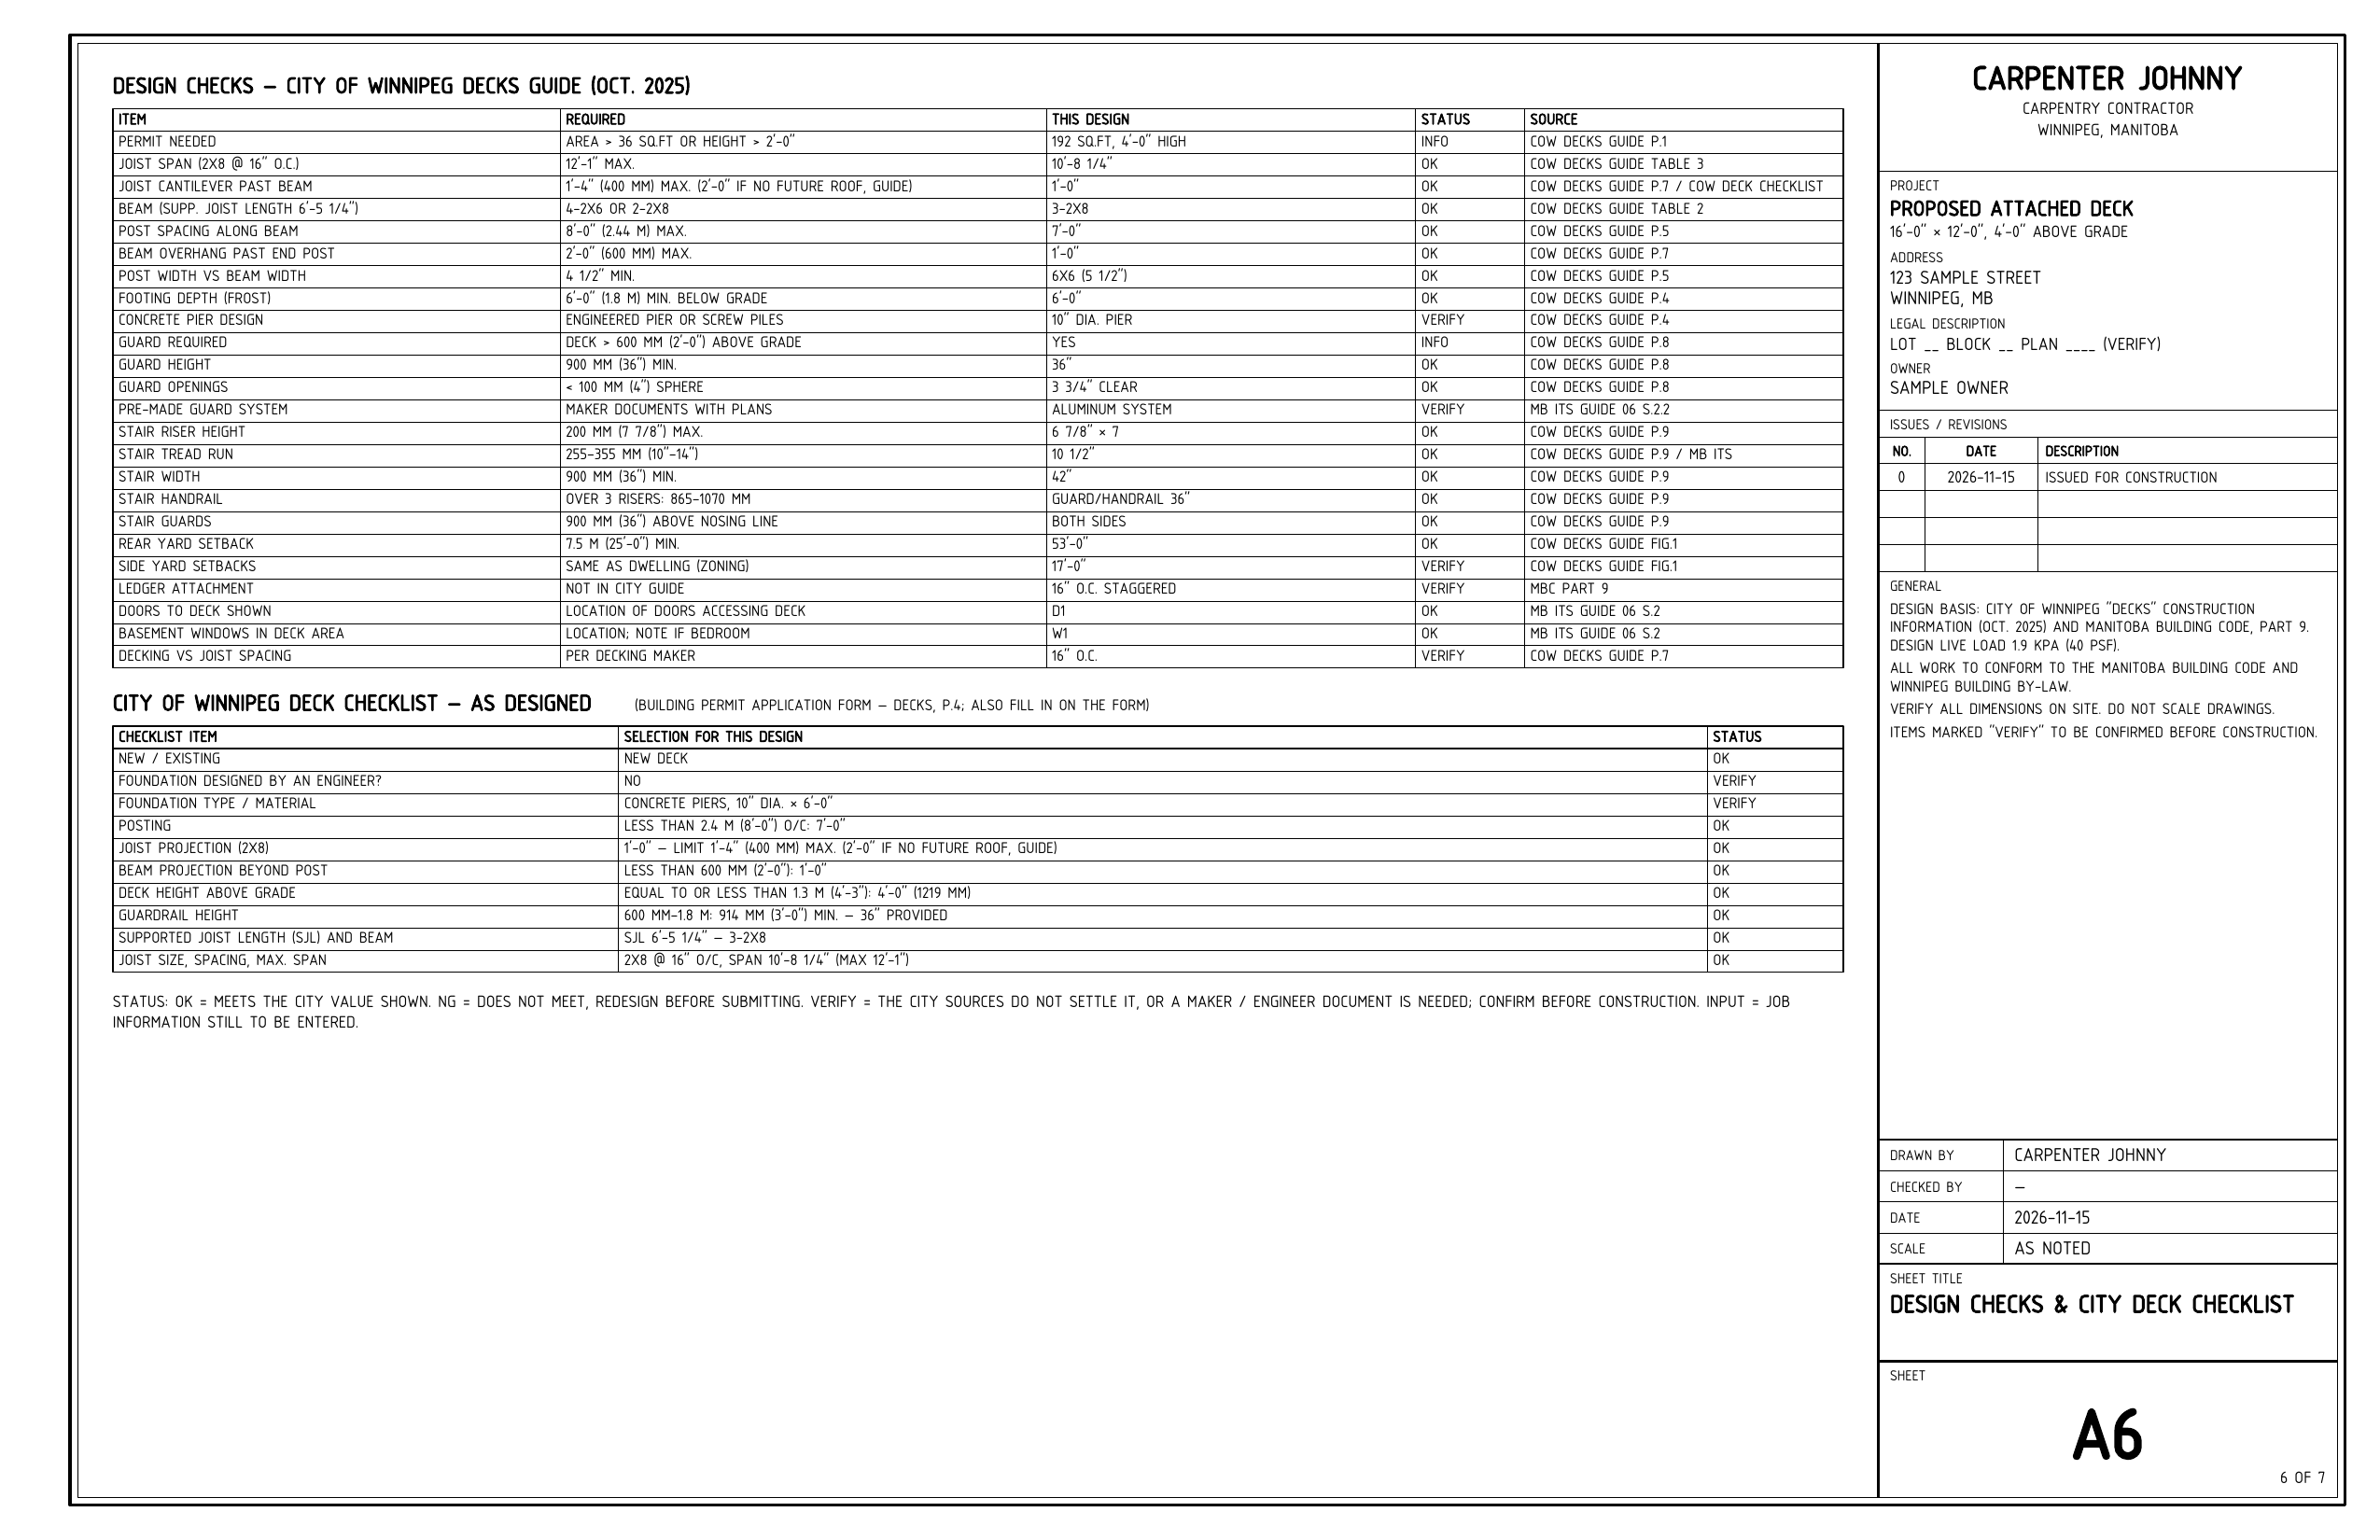 DESIGN CHECKS – CITY OF WINNIPEG DECKS GUIDE (OCT. 2025)
ITEM REQUIRED THIS DESIGN STATUS SOURCE
PERMIT NEEDED AREA > 36 SQ.FT OR HEIGHT > 2'-0" 192 SQ.FT, 4'-0" HIGH INFO COW DECKS GUIDE P.1
JOIST SPAN (2X8 @ 16" O.C.) 12'-1" MAX. 10'-8 1/4" OK COW DECKS GUIDE TABLE 3
JOIST CANTILEVER PAST BEAM 1'-4" (400 MM) MAX. (2'-0" IF NO FUTURE ROOF, GUIDE) 1'-0" OK COW DECKS GUIDE P.7 / COW DECK CHECKLIST
BEAM (SUPP. JOIST LENGTH 6'-5 1/4") 4-2X6 OR 2-2X8 3-2X8 OK COW DECKS GUIDE TABLE 2
POST SPACING ALONG BEAM 8'-0" (2.44 M) MAX. 7'-0" OK COW DECKS GUIDE P.5
BEAM OVERHANG PAST END POST 2'-0" (600 MM) MAX. 1'-0" OK COW DECKS GUIDE P.7
POST WIDTH VS BEAM WIDTH 4 1/2" MIN. 6X6 (5 1/2") OK COW DECKS GUIDE P.5
FOOTING DEPTH (FROST) 6'-0" (1.8 M) MIN. BELOW GRADE 6'-0" OK COW DECKS GUIDE P.4
CONCRETE PIER DESIGN ENGINEERED PIER OR SCREW PILES 10" DIA. PIER VERIFY COW DECKS GUIDE P.4
GUARD REQUIRED DECK > 600 MM (2'-0") ABOVE GRADE YES INFO COW DECKS GUIDE P.8
GUARD HEIGHT 900 MM (36") MIN. 36" OK COW DECKS GUIDE P.8
GUARD OPENINGS < 100 MM (4") SPHERE 3 3/4" CLEAR OK COW DECKS GUIDE P.8
PRE-MADE GUARD SYSTEM MAKER DOCUMENTS WITH PLANS ALUMINUM SYSTEM VERIFY MB ITS GUIDE 06 S.2.2
STAIR RISER HEIGHT 200 MM (7 7/8") MAX. 6 7/8" × 7 OK COW DECKS GUIDE P.9
STAIR TREAD RUN 255-355 MM (10"-14") 10 1/2" OK COW DECKS GUIDE P.9 / MB ITS
STAIR WIDTH 900 MM (36") MIN. 42" OK COW DECKS GUIDE P.9
STAIR HANDRAIL OVER 3 RISERS: 865-1070 MM GUARD/HANDRAIL 36" OK COW DECKS GUIDE P.9
STAIR GUARDS 900 MM (36") ABOVE NOSING LINE BOTH SIDES OK COW DECKS GUIDE P.9
REAR YARD SETBACK 7.5 M (25'-0") MIN. 53'-0" OK COW DECKS GUIDE FIG.1
SIDE YARD SETBACKS SAME AS DWELLING (ZONING) 17'-0" VERIFY COW DECKS GUIDE FIG.1
LEDGER ATTACHMENT NOT IN CITY GUIDE 16" O.C. STAGGERED VERIFY MBC PART 9
DOORS TO DECK SHOWN LOCATION OF DOORS ACCESSING DECK D1 OK MB ITS GUIDE 06 S.2
BASEMENT WINDOWS IN DECK AREA LOCATION; NOTE IF BEDROOM W1 OK MB ITS GUIDE 06 S.2
DECKING VS JOIST SPACING PER DECKING MAKER 16" O.C. VERIFY COW DECKS GUIDE P.7
CITY OF WINNIPEG DECK CHECKLIST – AS DESIGNED (BUILDING PERMIT APPLICATION FORM – DECKS, P.4; ALSO FILL IN ON THE FORM)
CHECKLIST ITEM SELECTION FOR THIS DESIGN STATUS
NEW / EXISTING NEW DECK OK
FOUNDATION DESIGNED BY AN ENGINEER? NO VERIFY
FOUNDATION TYPE / MATERIAL CONCRETE PIERS, 10" DIA. × 6'-0" VERIFY
POSTING LESS THAN 2.4 M (8'-0") O/C: 7'-0" OK
JOIST PROJECTION (2X8) 1'-0" – LIMIT 1'-4" (400 MM) MAX. (2'-0" IF NO FUTURE ROOF, GUIDE) OK
BEAM PROJECTION BEYOND POST LESS THAN 600 MM (2'-0"): 1'-0" OK
DECK HEIGHT ABOVE GRADE EQUAL TO OR LESS THAN 1.3 M (4'-3"): 4'-0" (1219 MM) OK
GUARDRAIL HEIGHT 600 MM-1.8 M: 914 MM (3'-0") MIN. – 36" PROVIDED OK
SUPPORTED JOIST LENGTH (SJL) AND BEAM SJL 6'-5 1/4" – 3-2X8 OK
JOIST SIZE, SPACING, MAX. SPAN 2X8 @ 16" O/C, SPAN 10'-8 1/4" (MAX 12'-1") OK
STATUS: OK = MEETS THE CITY VALUE SHOWN. NG = DOES NOT MEET, REDESIGN BEFORE SUBMITTING. VERIFY = THE CITY SOURCES DO NOT SETTLE IT, OR A MAKER / ENGINEER DOCUMENT IS NEEDED; CONFIRM BEFORE CONSTRUCTION. INPUT = JOB
INFORMATION STILL TO BE ENTERED.
CARPENTER JOHNNY
CARPENTRY CONTRACTOR
WINNIPEG, MANITOBA
PROJECT
PROPOSED ATTACHED DECK
16'-0" × 12'-0", 4'-0" ABOVE GRADE
ADDRESS
123 SAMPLE STREET
WINNIPEG, MB
LEGAL DESCRIPTION
LOT __ BLOCK __ PLAN ____ (VERIFY)
OWNER
SAMPLE OWNER
ISSUES / REVISIONS
NO. DATE DESCRIPTION
0 2026-11-15 ISSUED FOR CONSTRUCTION
GENERAL
DESIGN BASIS: CITY OF WINNIPEG "DECKS" CONSTRUCTION
INFORMATION (OCT. 2025) AND MANITOBA BUILDING CODE, PART 9.
DESIGN LIVE LOAD 1.9 KPA (40 PSF).
ALL WORK TO CONFORM TO THE MANITOBA BUILDING CODE AND
WINNIPEG BUILDING BY-LAW.
VERIFY ALL DIMENSIONS ON SITE. DO NOT SCALE DRAWINGS.
ITEMS MARKED "VERIFY" TO BE CONFIRMED BEFORE CONSTRUCTION.
DRAWN BY CARPENTER JOHNNY
CHECKED BY –
DATE 2026-11-15
SCALE AS NOTED
SHEET TITLE
DESIGN CHECKS & CITY DECK CHECKLIST
SHEET
A6
6 OF 7